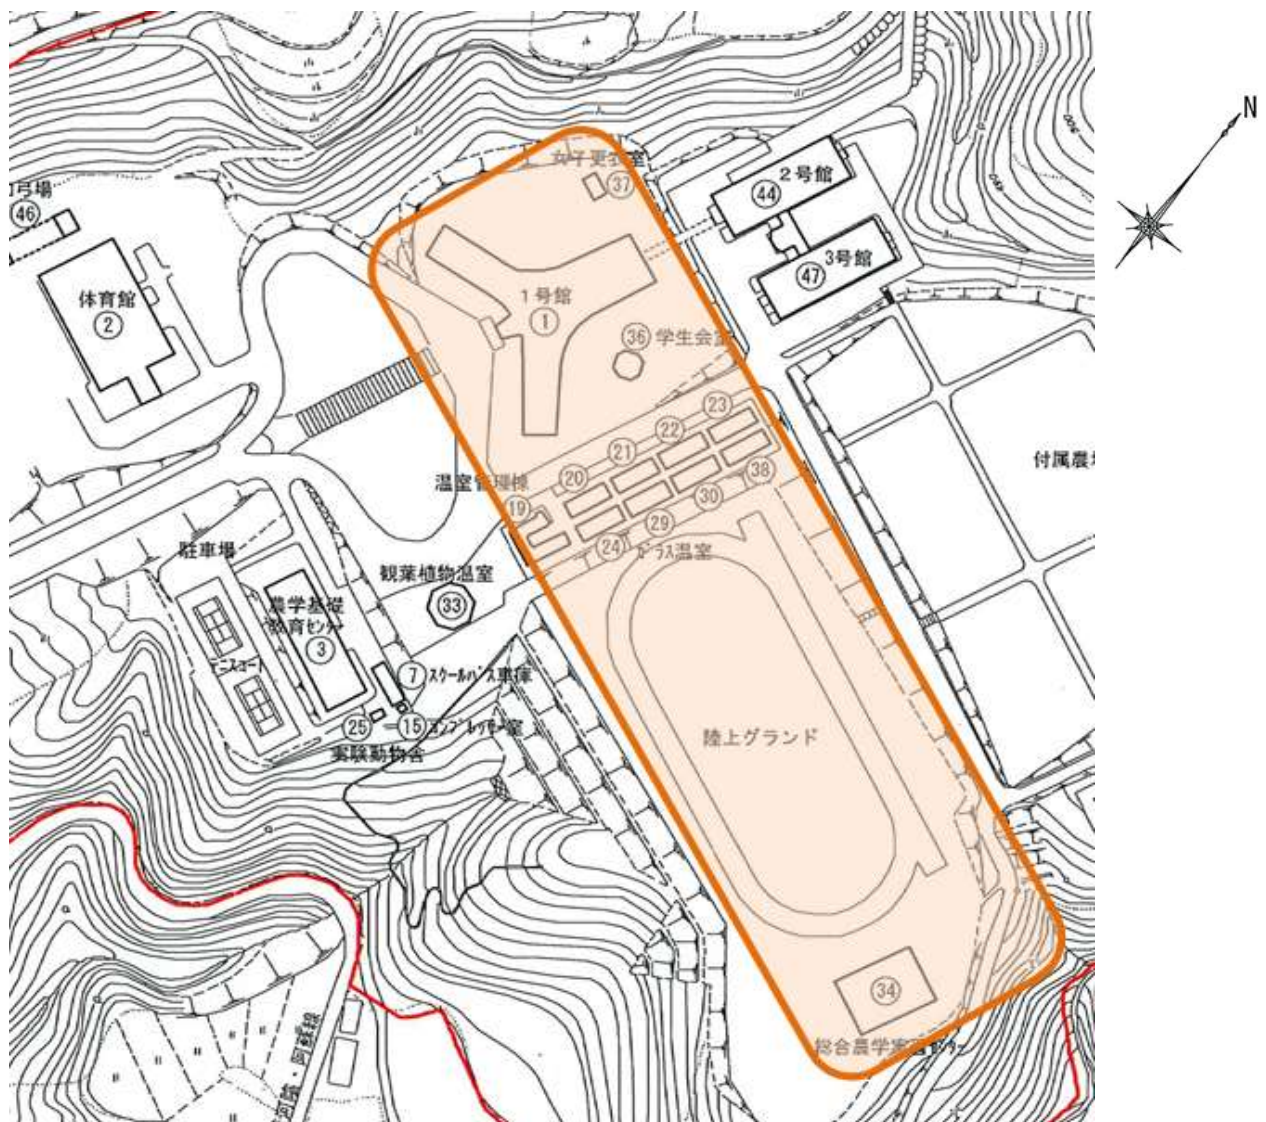 N
500
女子更衣室
37
2号館
44
弓場
46
3号館
47
体育館
2
1号館
1
36 学生会室
23
22
21
20
温室管理棟
19
38
30
29
24
ガラス温室
付属農場
駐車場
観葉植物温室
33
農学基礎
教育センター
3
テニスコート
7 スクールバス車庫
25
15 コンプレッサー室
実験動物舎
陸上グランド
34
総合農学実習センター
阿蘇線